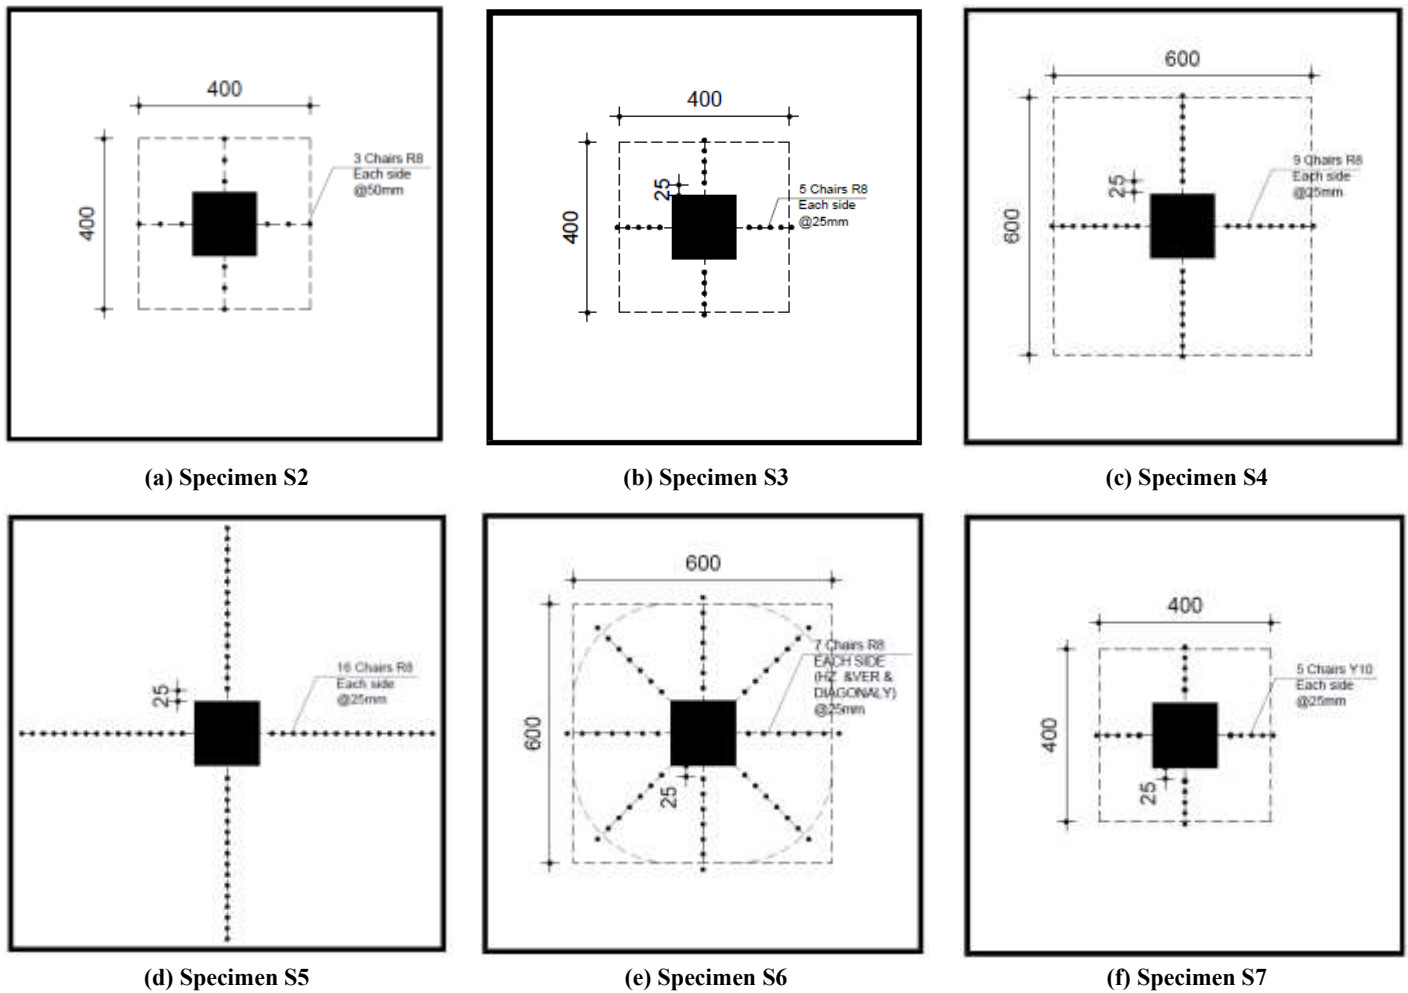 400
400
3 Chairs R8
Each side
@50mm
(a) Specimen S2
400
400
25
5 Chairs R8
Each side
@25mm
(b) Specimen S3
600
600
25
9 Chairs R8
Each side
@25mm
(c) Specimen S4
25
16 Chairs R8
Each side
@25mm
(d) Specimen S5
600
600
25
7 Chairs R8
EACH SIDE
(HZ &VER &
DIAGONALY)
@25mm
(e) Specimen S6
400
400
25
5 Chairs Y10
Each side
@25mm
(f) Specimen S7